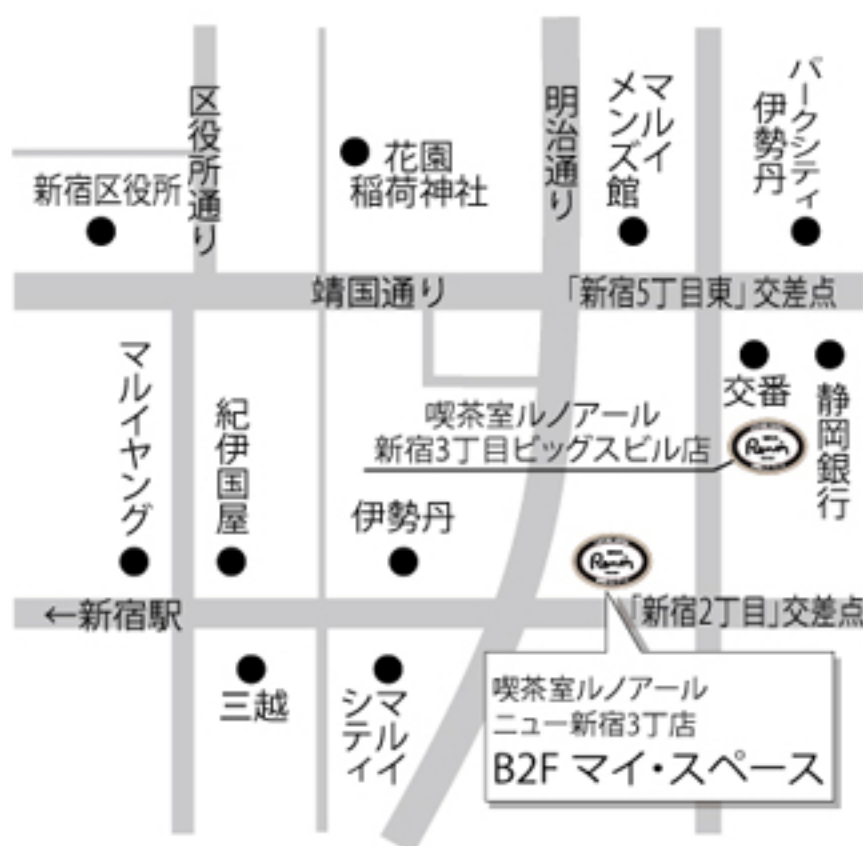 区役所通り
新宿区役所
花園
稲荷神社
明治通り
マルイ
メンズ館
パークシティ
伊勢丹
靖国通り
「新宿5丁目東」交差点
マルイヤング
紀伊国屋
喫茶室ルノアール
新宿3丁目ビッグスビル店
交番
静岡銀行
伊勢丹
←新宿駅
「新宿2丁目」交差点
三越
マルイ
シティ
喫茶室ルノアール
ニュー新宿3丁店
B2F マイ・スペース